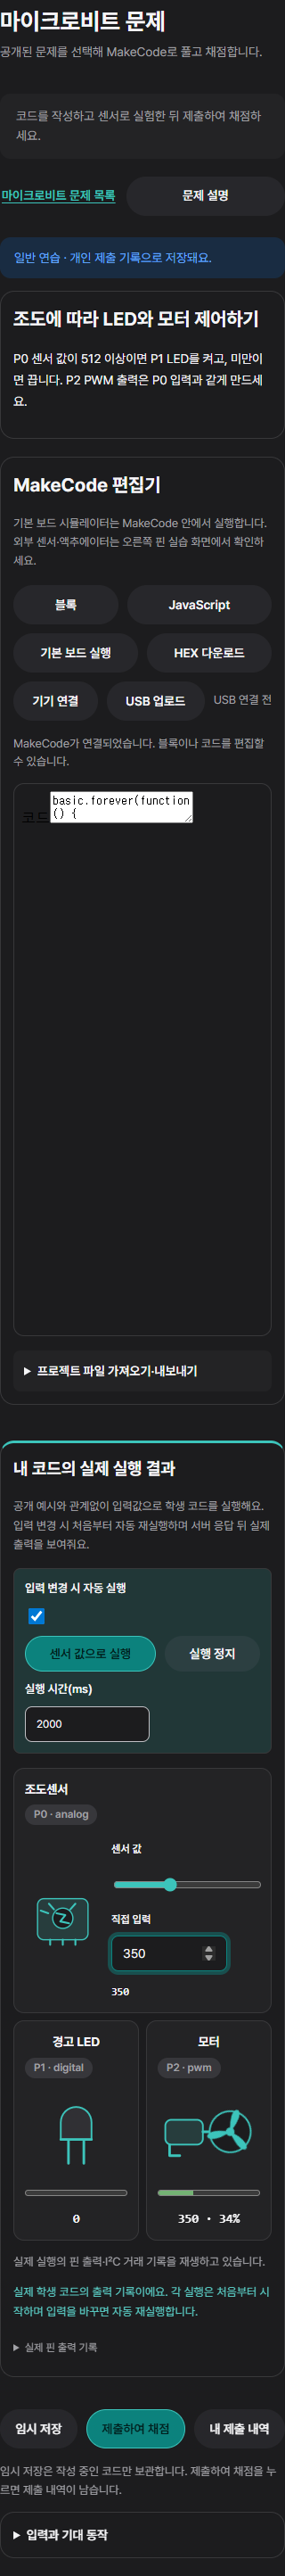 마이크로비트 문제
공개된 문제를 선택해 MakeCode로 풀고 채점합니다.
코드를 작성하고 센서로 실험한 뒤 제출하여 채점하
세요.
마이크로비트 문제 목록
문제 설명
일반 연습 · 개인 제출 기록으로 저장돼요.
조도에 따라 LED와 모터 제어하기
P0 센서 값이 512 이상이면 P1 LED를 켜고, 미만이
면 끕니다. P2 PWM 출력은 P0 입력과 같게 만드세
요.
MakeCode 편집기
기본 보드 시뮬레이터는 MakeCode 안에서 실행합니다.
외부 센서·액추에이터는 오른쪽 핀 실습 화면에서 확인하
세요.
블록
JavaScript
기본 보드 실행
HEX 다운로드
기기 연결
USB 업로드
USB 연결 전
MakeCode가 연결되었습니다. 블록이나 코드를 편집할
수 있습니다.
코드
basic.forever(function
() {
▶ 프로젝트 파일 가져오기·내보내기
내 코드의 실제 실행 결과
공개 예시와 관계없이 입력값으로 학생 코드를 실행해요.
입력 변경 시 처음부터 자동 재실행하며 서버 응답 뒤 실제
출력을 보여줘요.
입력 변경 시 자동 실행
센서 값으로 실행
실행 정지
실행 시간(ms)
2000
조도센서
P0 · analog
센서 값
직접 입력
350
350
경고 LED
P1 · digital
0
모터
P2 · pwm
350 · 34%
실제 실행의 핀 출력·I²C 거래 기록을 재생하고 있습니다.
실제 학생 코드의 출력 기록이에요. 각 실행은 처음부터 시
작하며 입력을 바꾸면 자동 재실행합니다.
▶ 실제 핀 출력 기록
임시 저장
제출하여 채점
내 제출 내역
임시 저장은 작성 중인 코드만 보관합니다. 제출하여 채점을 누
르면 제출 내역이 남습니다.
▶ 입력과 기대 동작